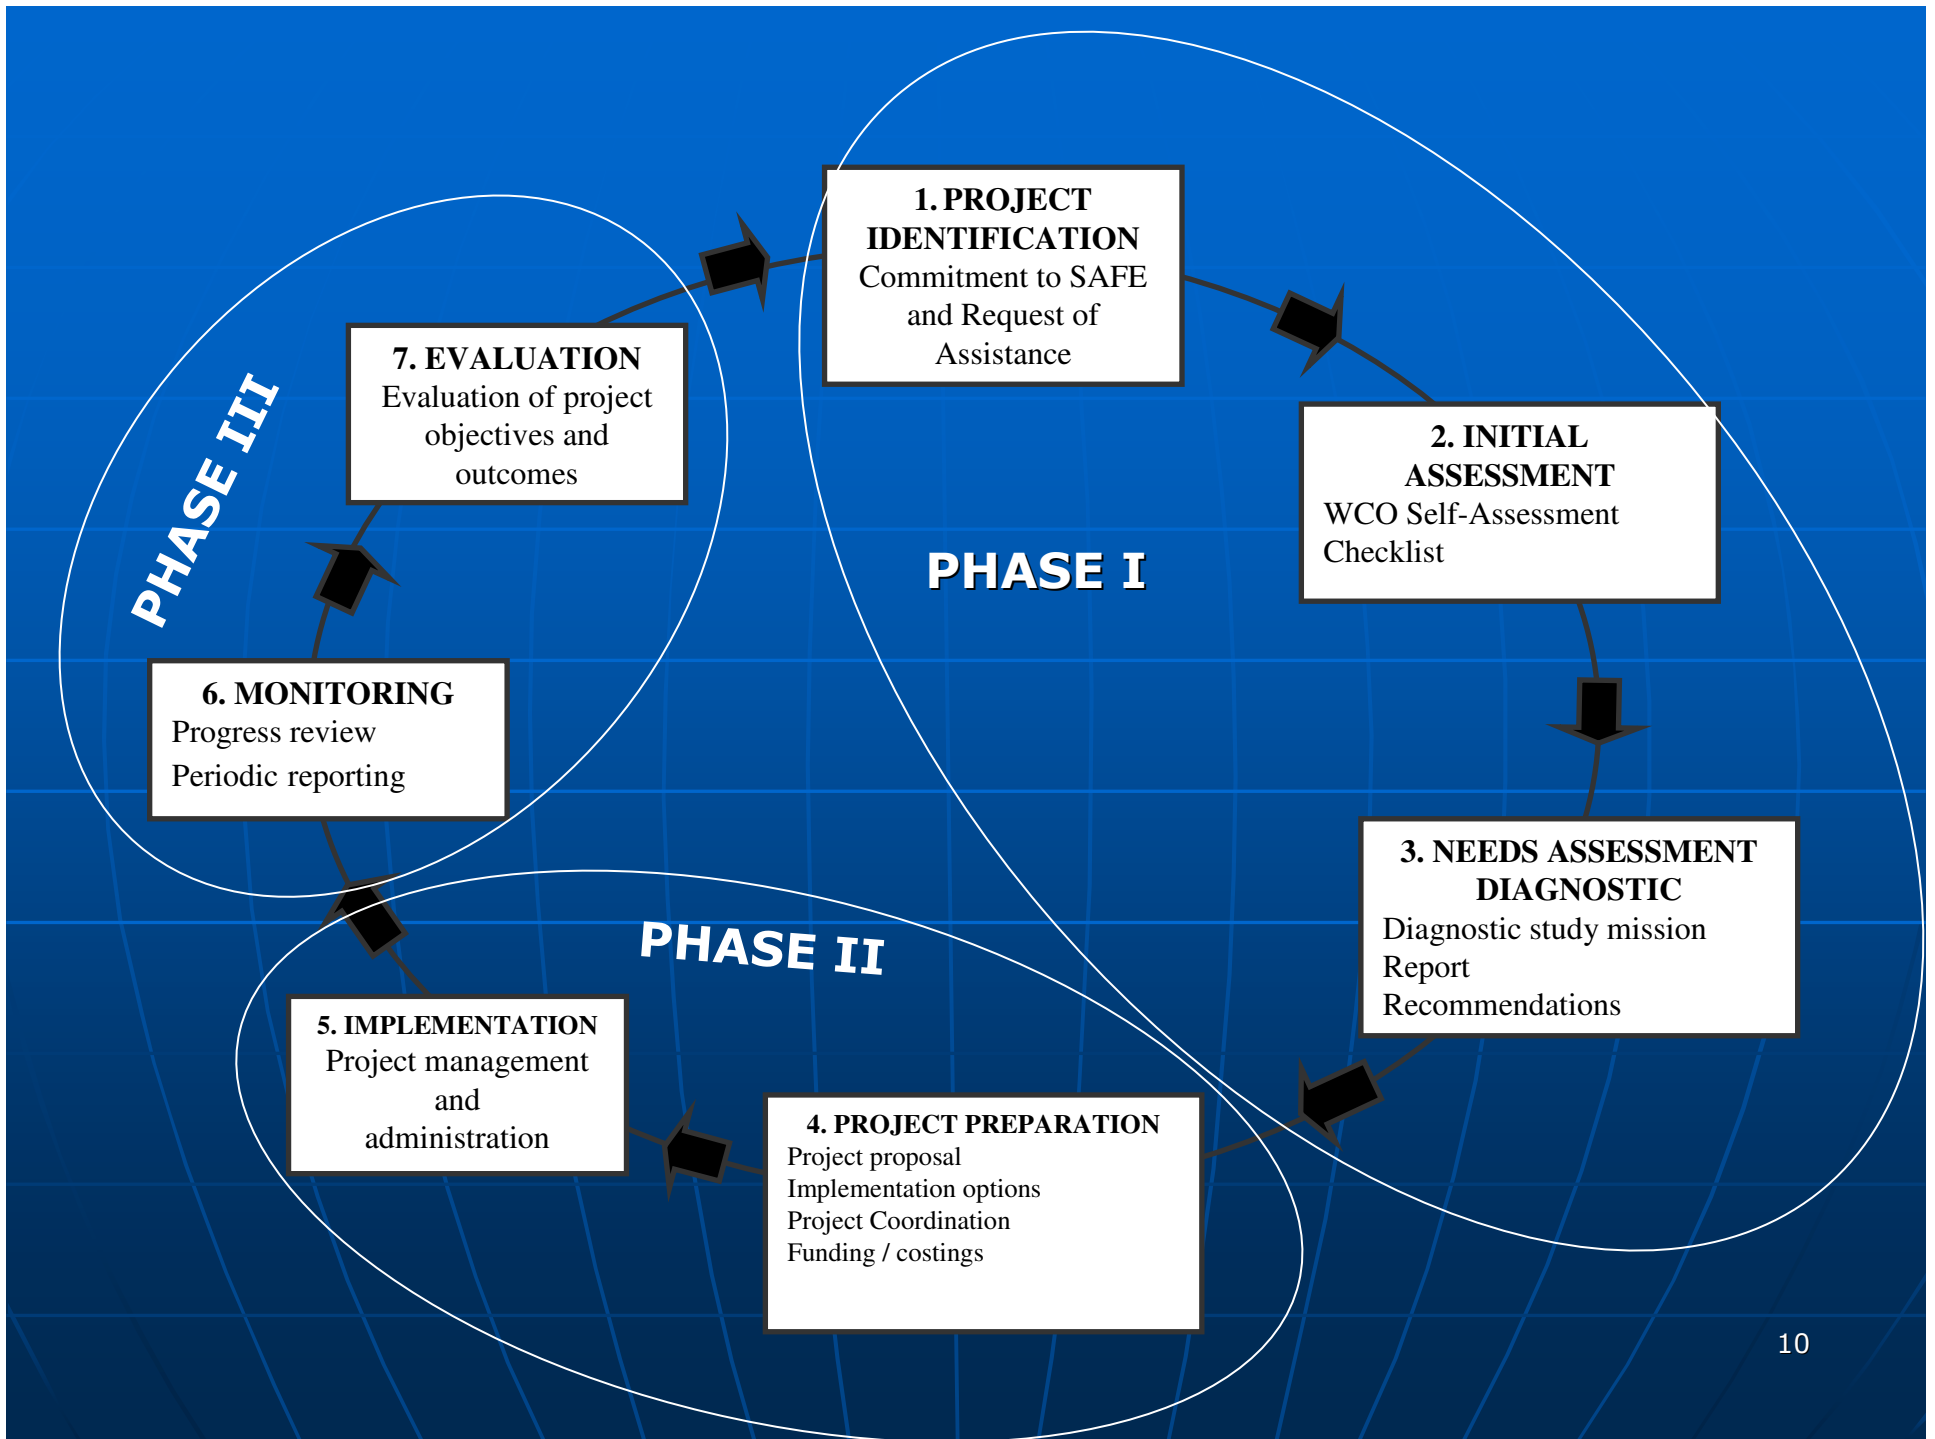 1. PROJECT
IDENTIFICATION
Commitment to SAFE
and Request of
Assistance
2. INITIAL
ASSESSMENT
WCO Self-Assessment
Checklist
3. NEEDS ASSESSMENT
DIAGNOSTIC
Diagnostic study mission
Report
Recommendations
4. PROJECT PREPARATION
Project proposal
Implementation options
Project Coordination
Funding / costings
5. IMPLEMENTATION
Project management
and
administration
6. MONITORING
Progress review
Periodic reporting
7. EVALUATION
Evaluation of project
objectives and
outcomes
PHASE I
PHASE II
PHASE III
10